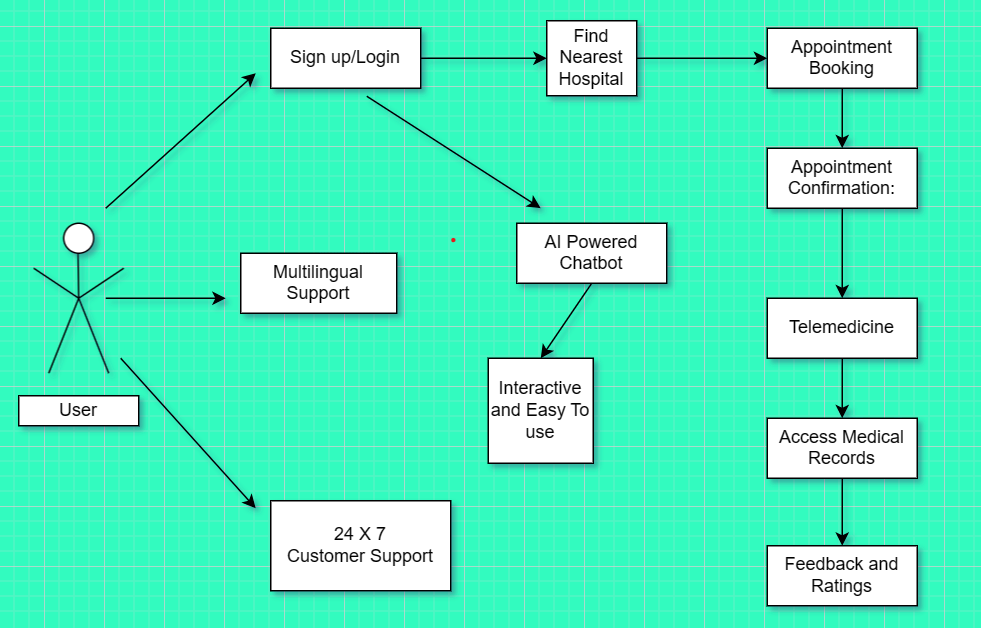 Sign up/Login
Find
Nearest
Hospital
Appointment
Booking
Appointment
Confirmation:
AI Powered
Chatbot
Multilingual
Support
Telemedicine
Interactive
and Easy To
use
User
Access Medical
Records
24 X 7
Customer Support
Feedback and
Ratings